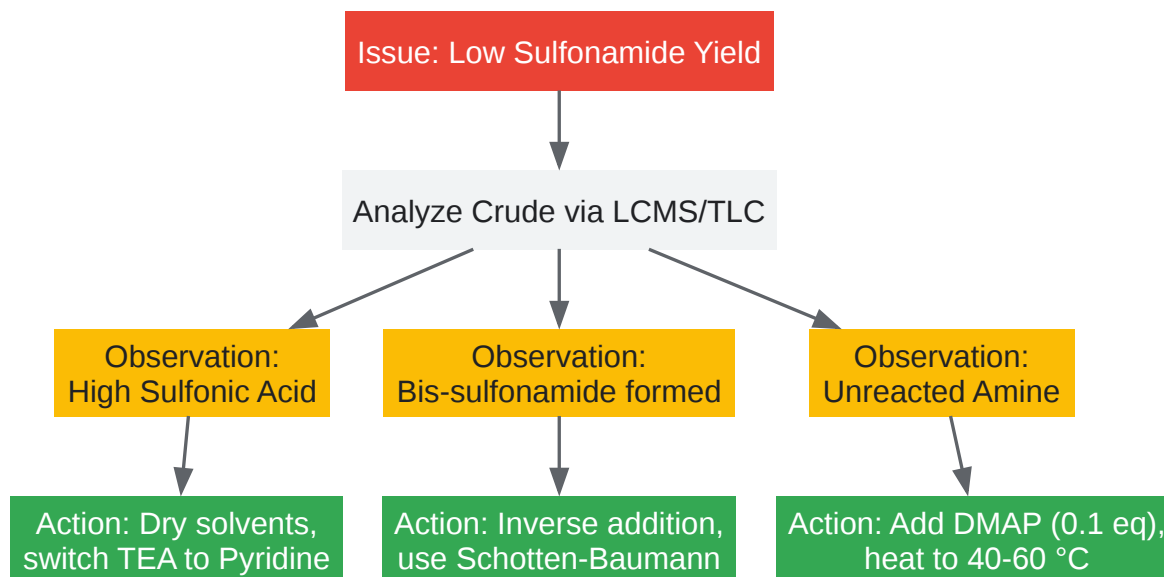 Issue: Low Sulfonamide Yield
Analyze Crude via LCMS/TLC
Observation:
High Sulfonic Acid
Observation:
Bis-sulfonamide formed
Observation:
Unreacted Amine
Action: Dry solvents,
switch TEA to Pyridine
Action: Inverse addition,
use Schotten-Baumann
Action: Add DMAP (0.1 eq),
heat to 40-60 °C